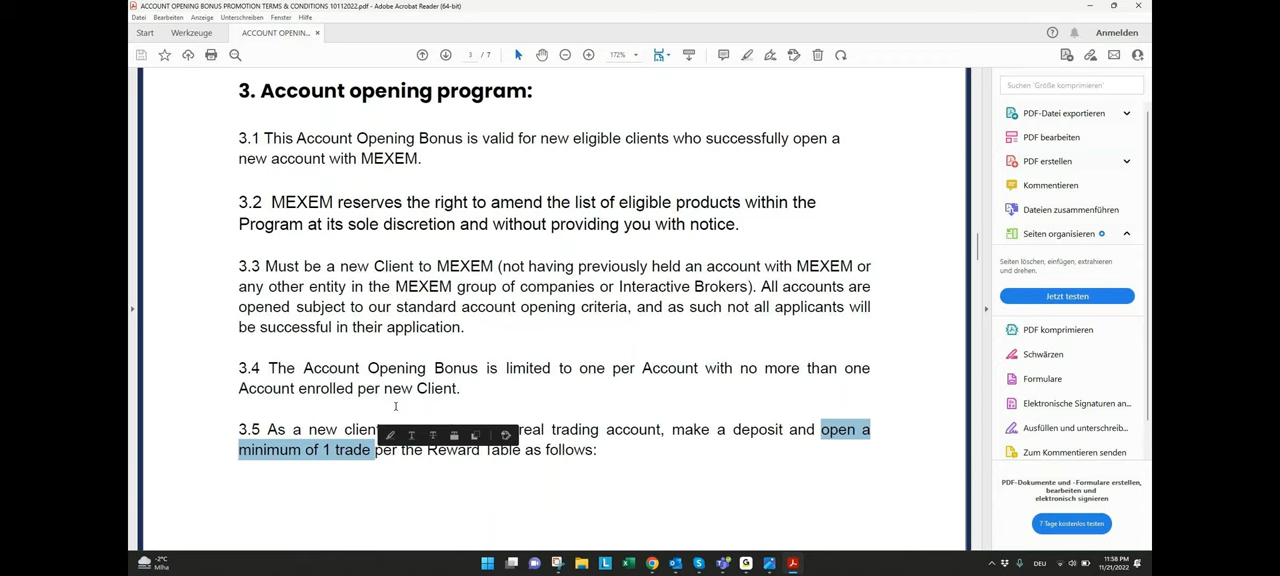 ACCOUNT OPENING BONUS PROMOTION TERMS & CONDITIONS 10112022.pdf - Adobe Acrobat Reader (64-bit)
Datei Bearbeiten Anzeige Unterschreiben Fenster Hilfe
Start Werkzeuge ACCOUNT OPENIN... × Anmelden
3 / 7 172%
3. Account opening program:
3.1 This Account Opening Bonus is valid for new eligible clients who successfully open a
new account with MEXEM.
3.2 MEXEM reserves the right to amend the list of eligible products within the
Program at its sole discretion and without providing you with notice.
3.3 Must be a new Client to MEXEM (not having previously held an account with MEXEM or
any other entity in the MEXEM group of companies or Interactive Brokers). All accounts are
opened subject to our standard account opening criteria, and as such not all applicants will
be successful in their application.
3.4 The Account Opening Bonus is limited to one per Account with no more than one
Account enrolled per new Client.
3.5 As a new client real trading account, make a deposit and open a
minimum of 1 trade per the Reward Table as follows:
Suchen 'Größe komprimieren'
PDF-Datei exportieren
PDF bearbeiten
PDF erstellen
Kommentieren
Dateien zusammenführen
Seiten organisieren
Seiten löschen, einfügen, extrahieren
und drehen.
Jetzt testen
PDF komprimieren
Schwärzen
Formulare
Elektronische Signaturen an...
Ausfüllen und unterschreib...
Zum Kommentieren senden
PDF-Dokumente und -Formulare erstellen,
bearbeiten und
elektronisch signieren
7 Tage kostenlos testen
-2°C
Mlha
DEU
11:58 PM
11/21/2022